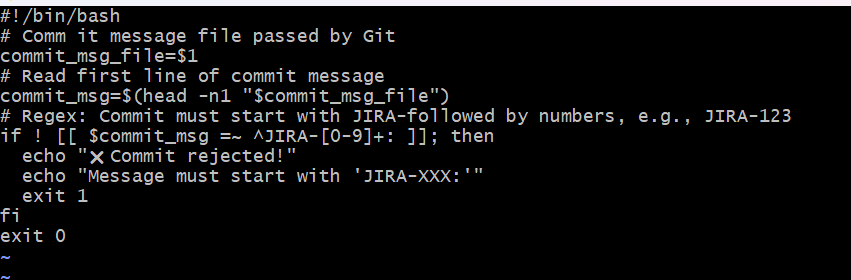 #!/bin/bash
# Comm it message file passed by Git
commit_msg_file=$1
# Read first line of commit message
commit_msg=$(head -n1 "$commit_msg_file")
# Regex: Commit must start with JIRA-followed by numbers, e.g., JIRA-123
if ! [[ $commit_msg =~ ^JIRA-[0-9]+: ]]; then
  echo "❌ Commit rejected!"
  echo "Message must start with 'JIRA-XXX:'"
  exit 1
fi
exit 0
~
~